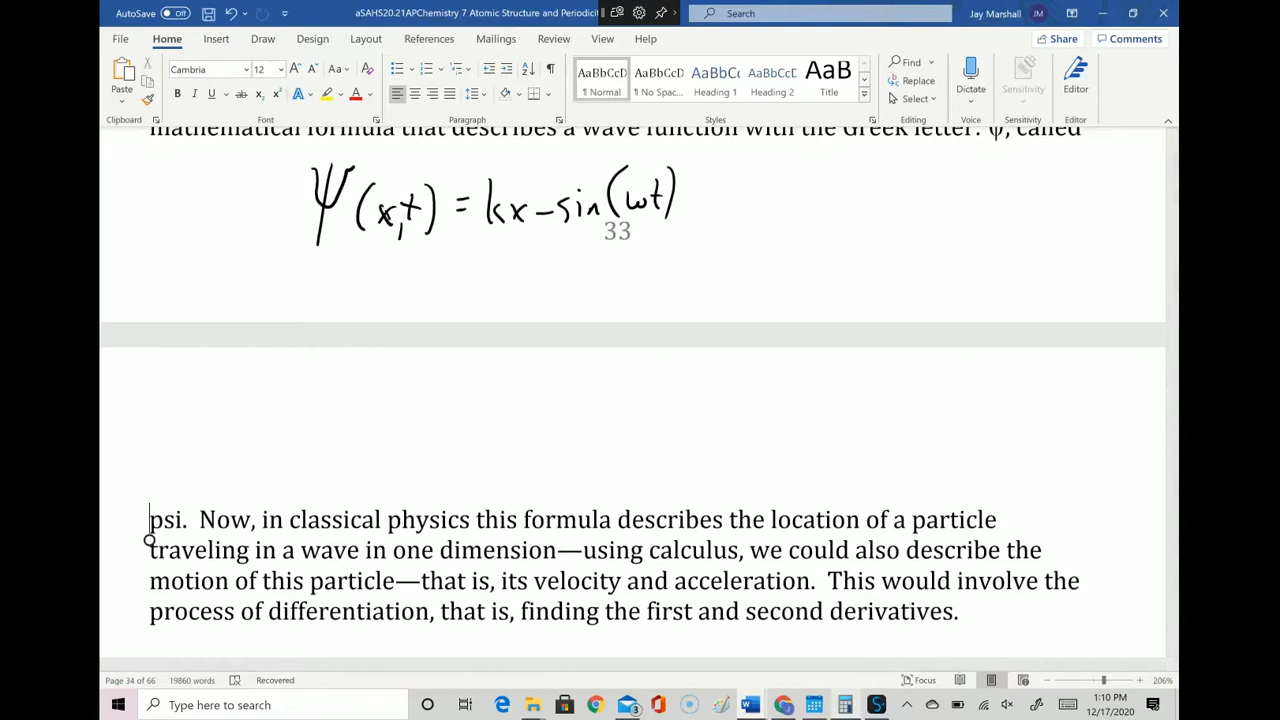 AutoSave Off aSAHS20.21APChemistry 7 Atomic Structure and Periodicit Search Jay Marshall JM
File Home Insert Draw Design Layout References Mailings Review View Help Share Comments
Paste Cambria 12 A A Aa AaBbCcD AaBbCcD AaBbCc AaBbCcD AaB Find Dictate Sensitivity Editor
B I U ab x₂ x² A A ¶ Normal ¶ No Spac... Heading 1 Heading 2 Title Replace
Select
Clipboard Font Paragraph Styles Editing Voice Sensitivity Editor
mathematical formula that describes a wave function with the Greek letter: ψ, called
Ψ(x,t) = kx - sin(ωt)
33
psi. Now, in classical physics this formula describes the location of a particle
traveling in a wave in one dimension—using calculus, we could also describe the
motion of this particle—that is, its velocity and acceleration. This would involve the
process of differentiation, that is, finding the first and second derivatives.
Page 34 of 66 19860 words Recovered Focus 206%
Type here to search 3 1:10 PM
12/17/2020